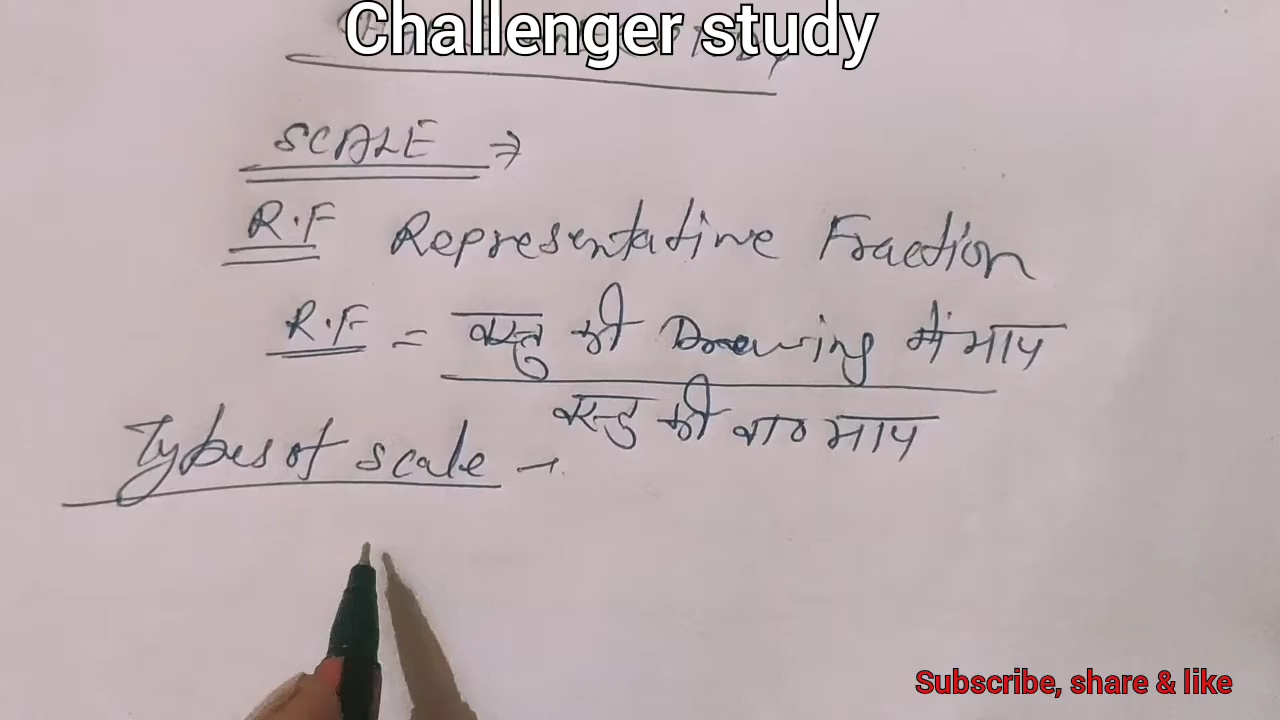 Challenger study
SCALE ⇒
R.F Representative Fraction
R.F = वस्तु की Drawing में माप
वस्तु की वा० माप
Types of scale →
Subscribe, share & like